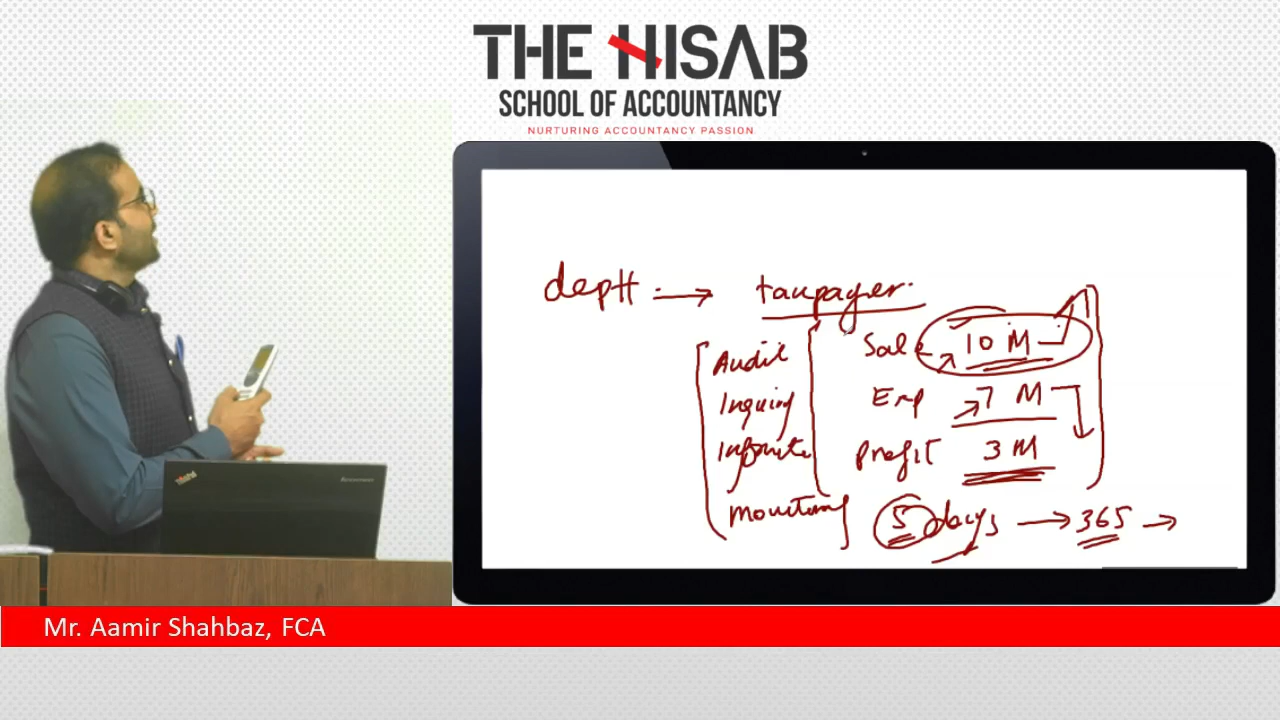 THE HISAB
SCHOOL OF ACCOUNTANCY
NURTURING ACCOUNTANCY PASSION
deptt → taxpayer
Audit
Inquiry
Sale 10 M
Exp 7 M
Profit 3 M
Monitoring
5 days → 365 →
Lenovo
Mr. Aamir Shahbaz, FCA